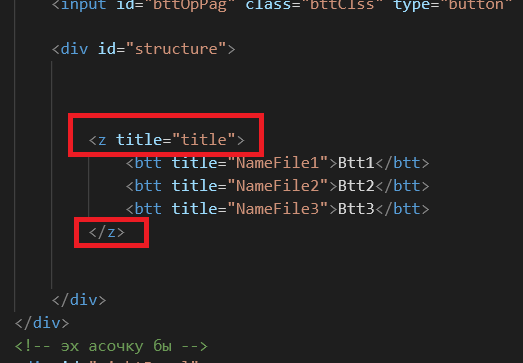 <input id="bttOpPag" class="bttClss" type="button"
<div id="structure">
<z title="title">
<btt title="NameFile1">Btt1</btt>
<btt title="NameFile2">Btt2</btt>
<btt title="NameFile3">Btt3</btt>
</z>
</div>
</div>
<!-- эх асочку бы -->